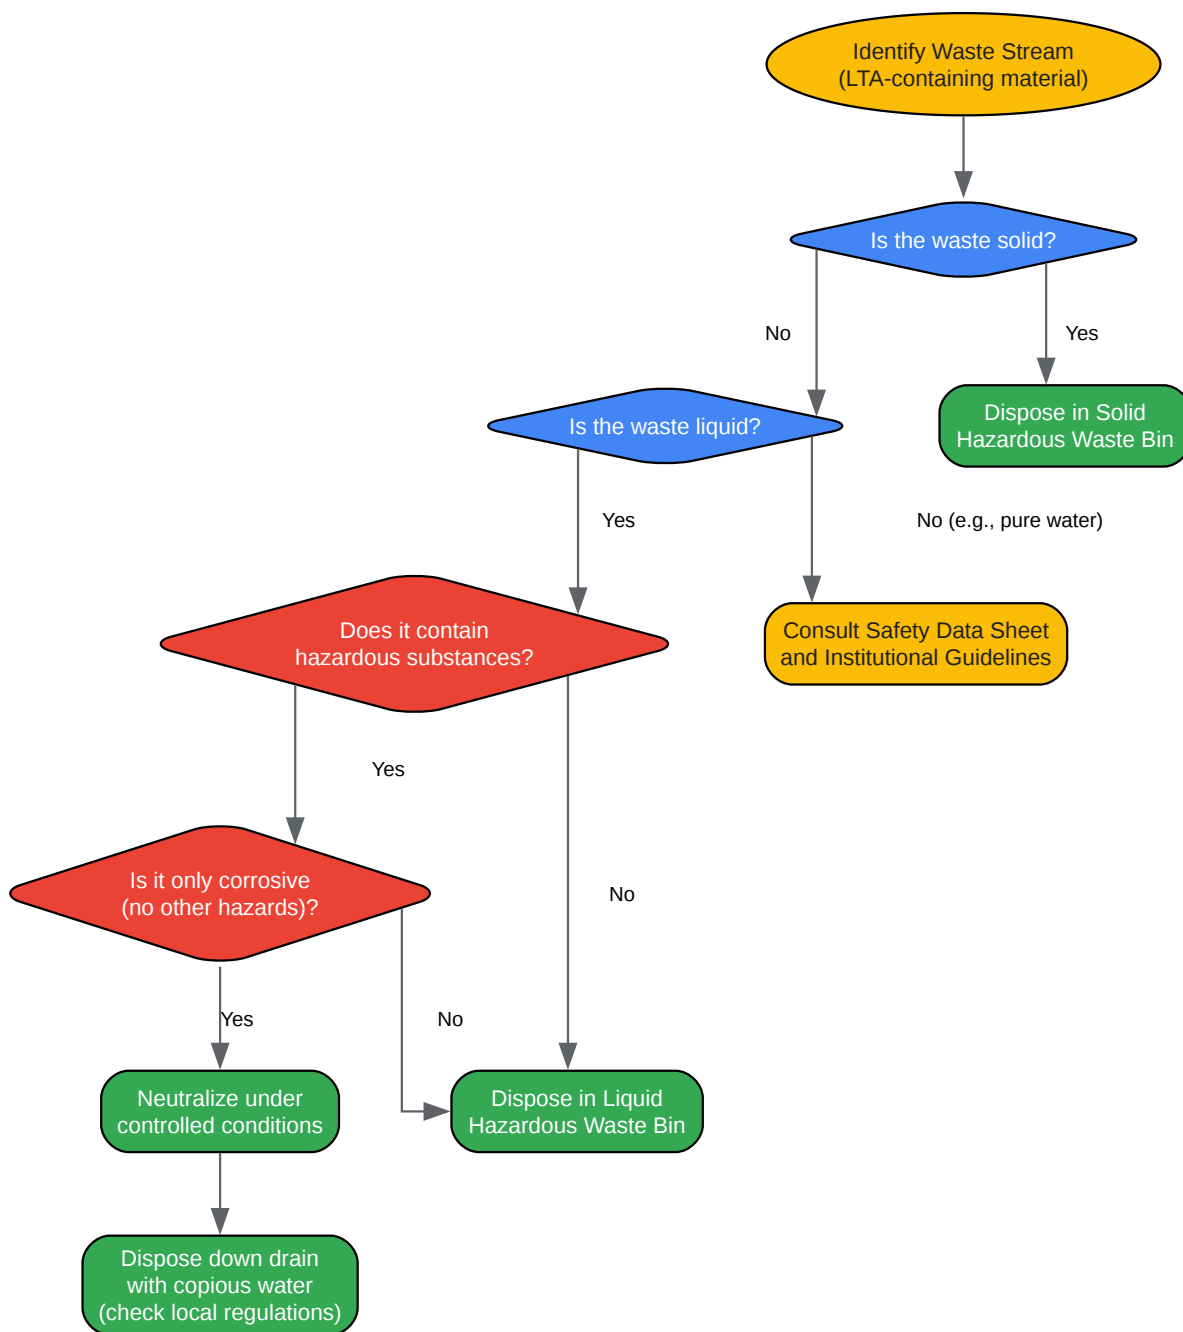 Identify Waste Stream
(LTA-containing material)
Is the waste solid?
No
Yes
Is the waste liquid?
Dispose in Solid
Hazardous Waste Bin
Yes
No (e.g., pure water)
Does it contain
hazardous substances?
Consult Safety Data Sheet
and Institutional Guidelines
Yes
Is it only corrosive
(no other hazards)?
No
Yes
No
Neutralize under
controlled conditions
Dispose in Liquid
Hazardous Waste Bin
Dispose down drain
with copious water
(check local regulations)